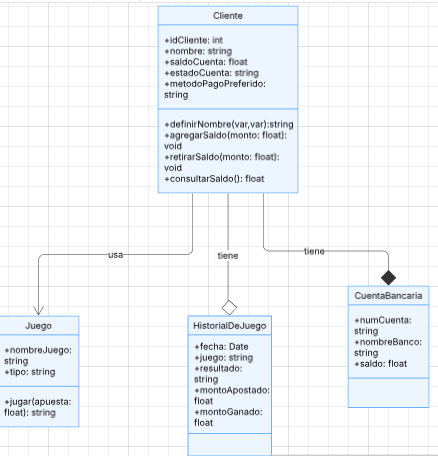 Cliente
+idCliente: int
+nombre: string
+saldoCuenta: float
+estadoCuenta: string
+metodoPagoPreferido:
string
+definirNombre(var,var):string
+agregarSaldo(monto: float):
void
+retirarSaldo(monto: float):
void
+consultarSaldo(): float
usa
tiene
tiene
Juego
+nombreJuego:
string
+tipo: string
+jugar(apuesta:
float): string
HistorialDeJuego
+fecha: Date
+juego: string
+resultado:
string
+montoApostado:
float
+montoGanado:
float
CuentaBancaria
+numCuenta:
string
+nombreBanco:
string
+saldo: float